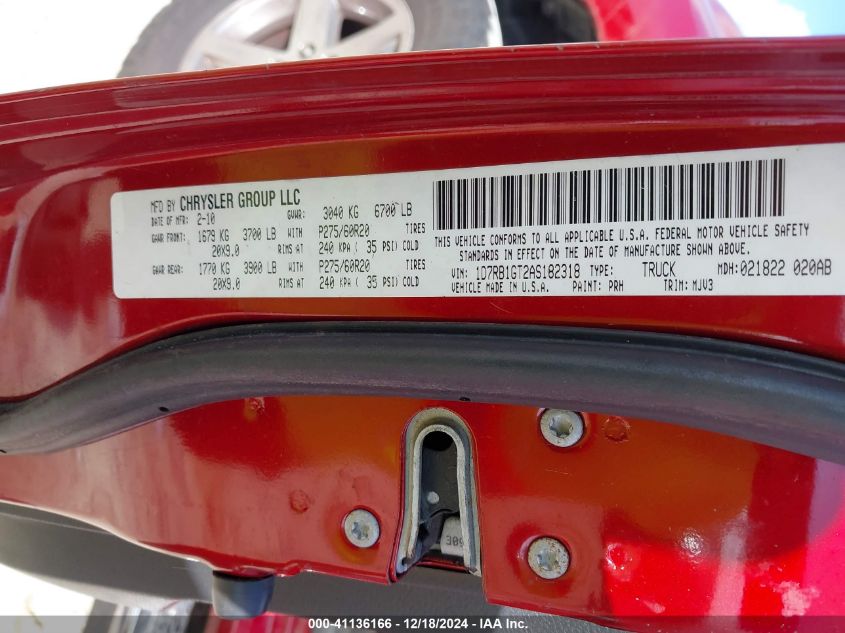 MFD BY CHRYSLER GROUP LLC
DATE OF MFR: 2-10 GVWR: 3040 KG 6700 LB
GAWR FRONT: 1679 KG 3700 LB WITH P275/60R20 TIRES
20X9.0 RIMS AT 240 KPA ( 35 PSI) COLD
GAWR REAR: 1770 KG 3900 LB WITH P275/60R20 TIRES
20X9.0 RIMS AT 240 KPA ( 35 PSI) COLD
THIS VEHICLE CONFORMS TO ALL APPLICABLE U.S.A. FEDERAL MOTOR VEHICLE SAFETY
STANDARDS IN EFFECT ON THE DATE OF MANUFACTURE SHOWN ABOVE.
VIN: 1D7RB1GT2AS182318 TYPE: TRUCK MDH: 021822 020AB
VEHICLE MADE IN U.S.A. PAINT: PRH TRIM: MJV3
309
000-41136166 - 12/18/2024 - IAA Inc.